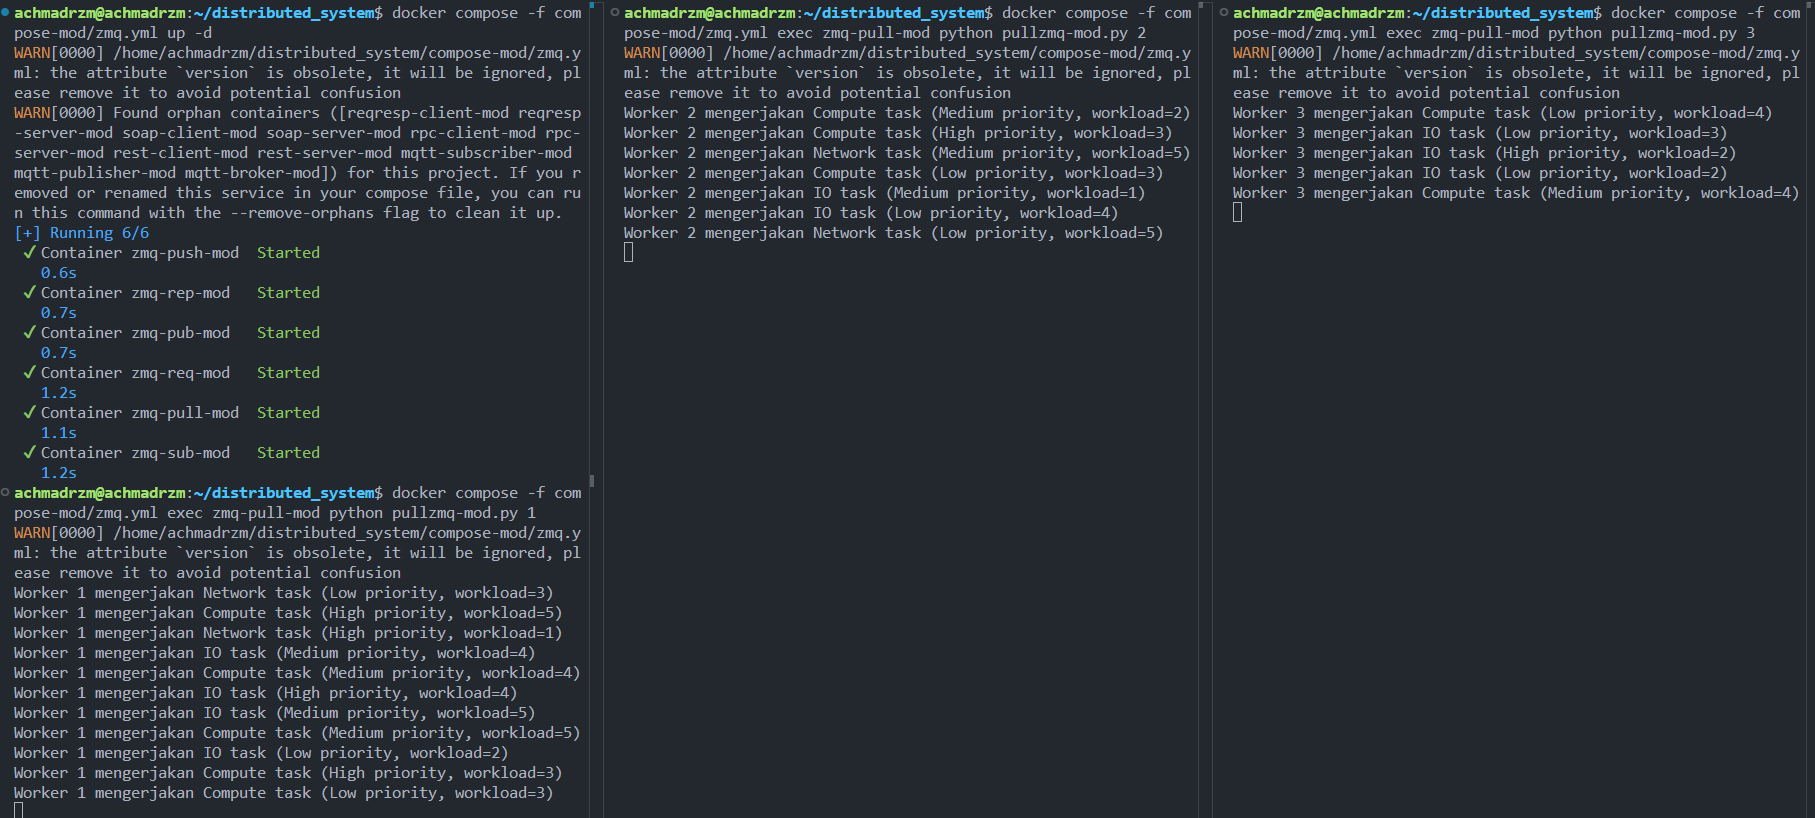 achmadrzm@achmadrzm:~/distributed_system$ docker compose -f com
pose-mod/zmq.yml up -d
WARN[0000] /home/achmadrzm/distributed_system/compose-mod/zmq.y
ml: the attribute `version` is obsolete, it will be ignored, pl
ease remove it to avoid potential confusion
WARN[0000] Found orphan containers ([reqresp-client-mod reqresp
-server-mod soap-client-mod soap-server-mod rpc-client-mod rpc-
server-mod rest-client-mod rest-server-mod mqtt-subscriber-mod
mqtt-publisher-mod mqtt-broker-mod]) for this project. If you r
emoved or renamed this service in your compose file, you can ru
n this command with the --remove-orphans flag to clean it up.
[+] Running 6/6
✔ Container zmq-push-mod  Started
0.6s
✔ Container zmq-rep-mod   Started
0.7s
✔ Container zmq-pub-mod   Started
0.7s
✔ Container zmq-req-mod   Started
1.2s
✔ Container zmq-pull-mod  Started
1.1s
✔ Container zmq-sub-mod   Started
1.2s
achmadrzm@achmadrzm:~/distributed_system$ docker compose -f com
pose-mod/zmq.yml exec zmq-pull-mod python pullzmq-mod.py 1
WARN[0000] /home/achmadrzm/distributed_system/compose-mod/zmq.y
ml: the attribute `version` is obsolete, it will be ignored, pl
ease remove it to avoid potential confusion
Worker 1 mengerjakan Network task (Low priority, workload=3)
Worker 1 mengerjakan Compute task (High priority, workload=5)
Worker 1 mengerjakan Network task (High priority, workload=1)
Worker 1 mengerjakan IO task (Medium priority, workload=4)
Worker 1 mengerjakan Compute task (Medium priority, workload=4)
Worker 1 mengerjakan IO task (High priority, workload=4)
Worker 1 mengerjakan IO task (Medium priority, workload=5)
Worker 1 mengerjakan Compute task (Medium priority, workload=5)
Worker 1 mengerjakan IO task (Low priority, workload=2)
Worker 1 mengerjakan Compute task (High priority, workload=3)
Worker 1 mengerjakan Compute task (Low priority, workload=3)
achmadrzm@achmadrzm:~/distributed_system$ docker compose -f com
pose-mod/zmq.yml exec zmq-pull-mod python pullzmq-mod.py 2
WARN[0000] /home/achmadrzm/distributed_system/compose-mod/zmq.y
ml: the attribute `version` is obsolete, it will be ignored, pl
ease remove it to avoid potential confusion
Worker 2 mengerjakan Compute task (Medium priority, workload=2)
Worker 2 mengerjakan Compute task (High priority, workload=3)
Worker 2 mengerjakan Network task (Medium priority, workload=5)
Worker 2 mengerjakan Compute task (Low priority, workload=3)
Worker 2 mengerjakan IO task (Medium priority, workload=1)
Worker 2 mengerjakan IO task (Low priority, workload=4)
Worker 2 mengerjakan Network task (Low priority, workload=5)
achmadrzm@achmadrzm:~/distributed_system$ docker compose -f com
pose-mod/zmq.yml exec zmq-pull-mod python pullzmq-mod.py 3
WARN[0000] /home/achmadrzm/distributed_system/compose-mod/zmq.y
ml: the attribute `version` is obsolete, it will be ignored, pl
ease remove it to avoid potential confusion
Worker 3 mengerjakan Compute task (Low priority, workload=4)
Worker 3 mengerjakan IO task (Low priority, workload=3)
Worker 3 mengerjakan IO task (High priority, workload=2)
Worker 3 mengerjakan IO task (Low priority, workload=2)
Worker 3 mengerjakan Compute task (Medium priority, workload=4)